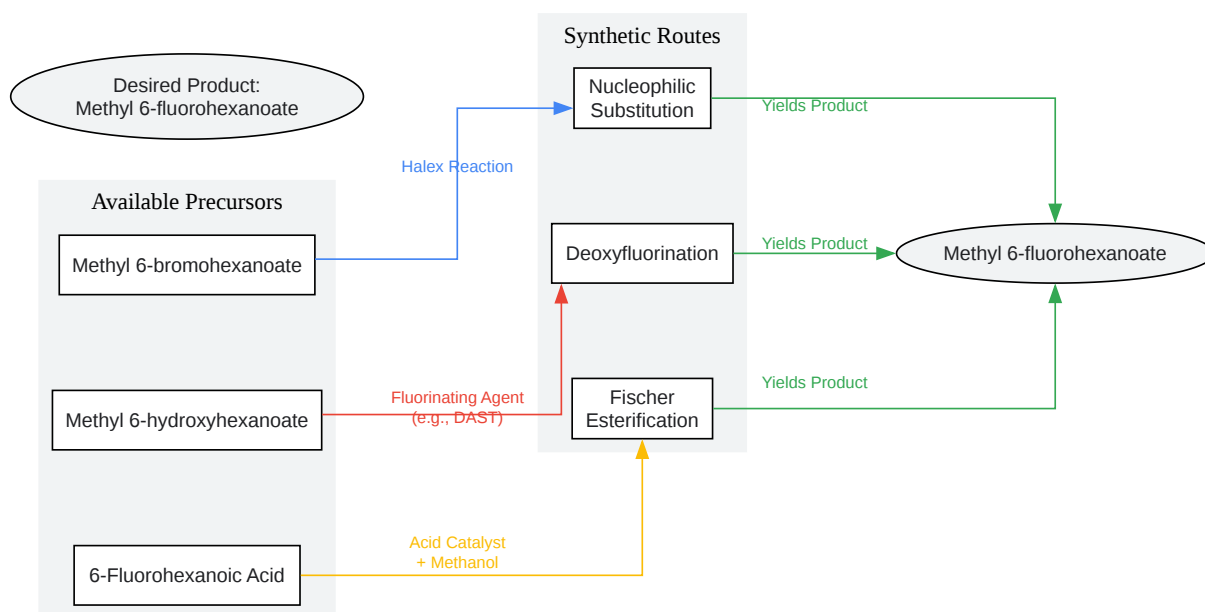 Desired Product:
Methyl 6-fluorohexanoate
Synthetic Routes
Nucleophilic
Substitution
Yields Product
Halex Reaction
Available Precursors
Methyl 6-bromohexanoate
Deoxyfluorination
Yields Product
Methyl 6-fluorohexanoate
Methyl 6-hydroxyhexanoate
Fluorinating Agent
(e.g., DAST)
Fischer
Esterification
Yields Product
6-Fluorohexanoic Acid
Acid Catalyst
+ Methanol